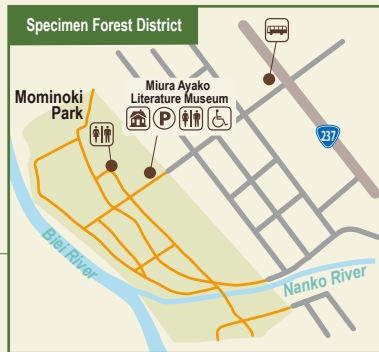 Specimen Forest District
Miura Ayako
Literature Museum
Mominoki
Park
P
237
Biei River
Nanko River